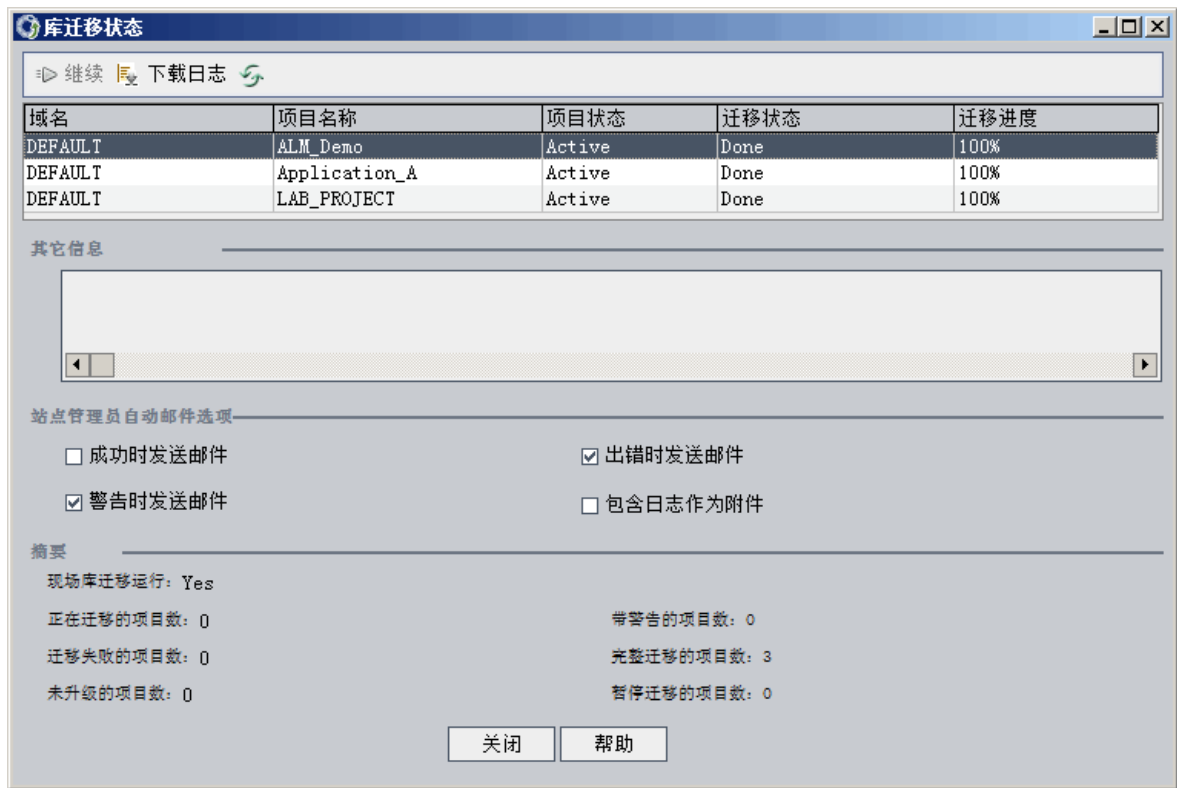 库迁移状态
继续 下载日志
域名 项目名称 项目状态 迁移状态 迁移进度
DEFAULT ALM_Demo Active Done 100%
DEFAULT Application_A Active Done 100%
DEFAULT LAB_PROJECT Active Done 100%
其它信息
站点管理员自动邮件选项
成功时发送邮件 出错时发送邮件
警告时发送邮件 包含日志作为附件
摘要
现场库迁移运行: Yes
正在迁移的项目数: 0 带警告的项目数: 0
迁移失败的项目数: 0 完整迁移的项目数: 3
未升级的项目数: 0 暂停迁移的项目数: 0
关闭 帮助